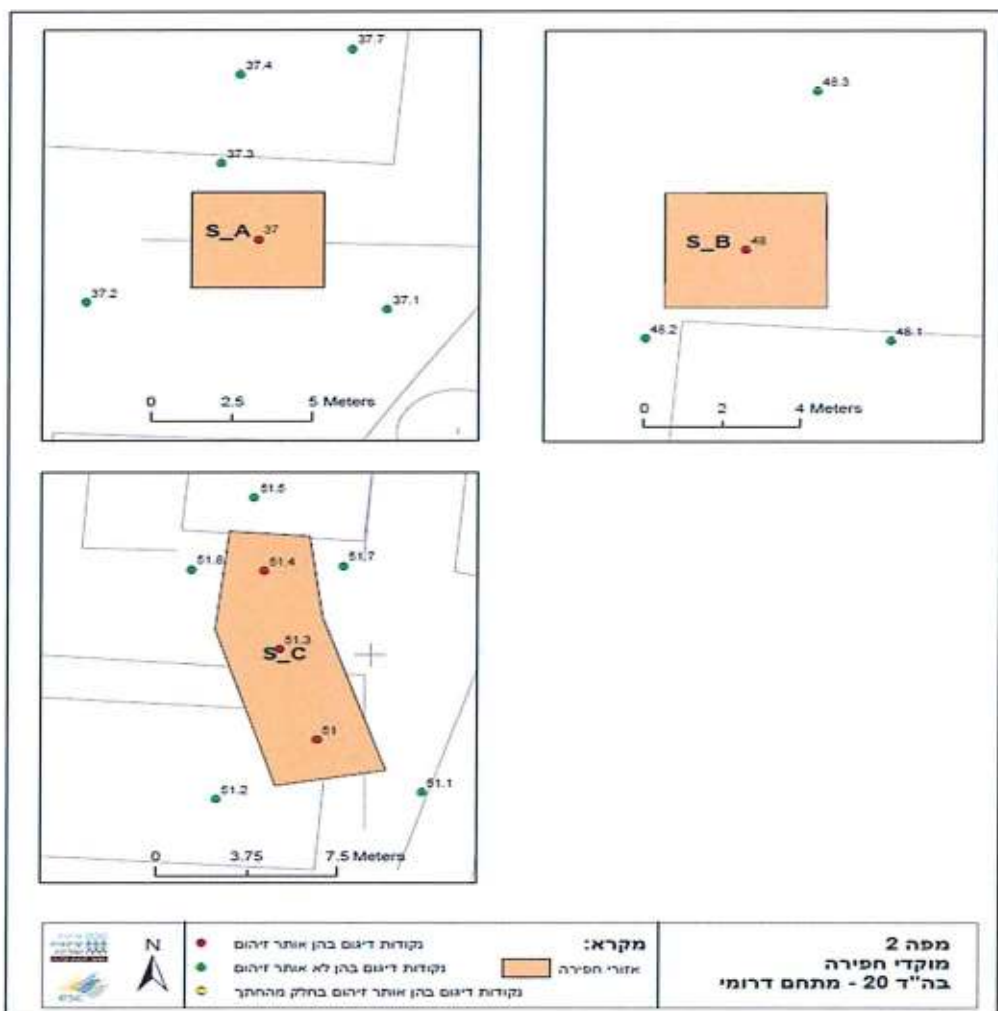 37.7
37.4
37.3
S_A 37
37.2
37.1
0 2.5 5 Meters
48.3
S_B 48
48.2
48.1
0 2 4 Meters
51.5
51.4
51.7
51.3
S_C
51
51.2
51.1
0 3.75 7.5 Meters
מפה 2
מוקדי חפירה
בה"ד 20 - מתחם דרומי
מקרא:
אזורי חפירה
נקודות דיגום בהן אותר זיהום
נקודות דיגום בהן לא אותר זיהום
נקודות דיגום בהן אותר זיהום בחלק מהחתך
N